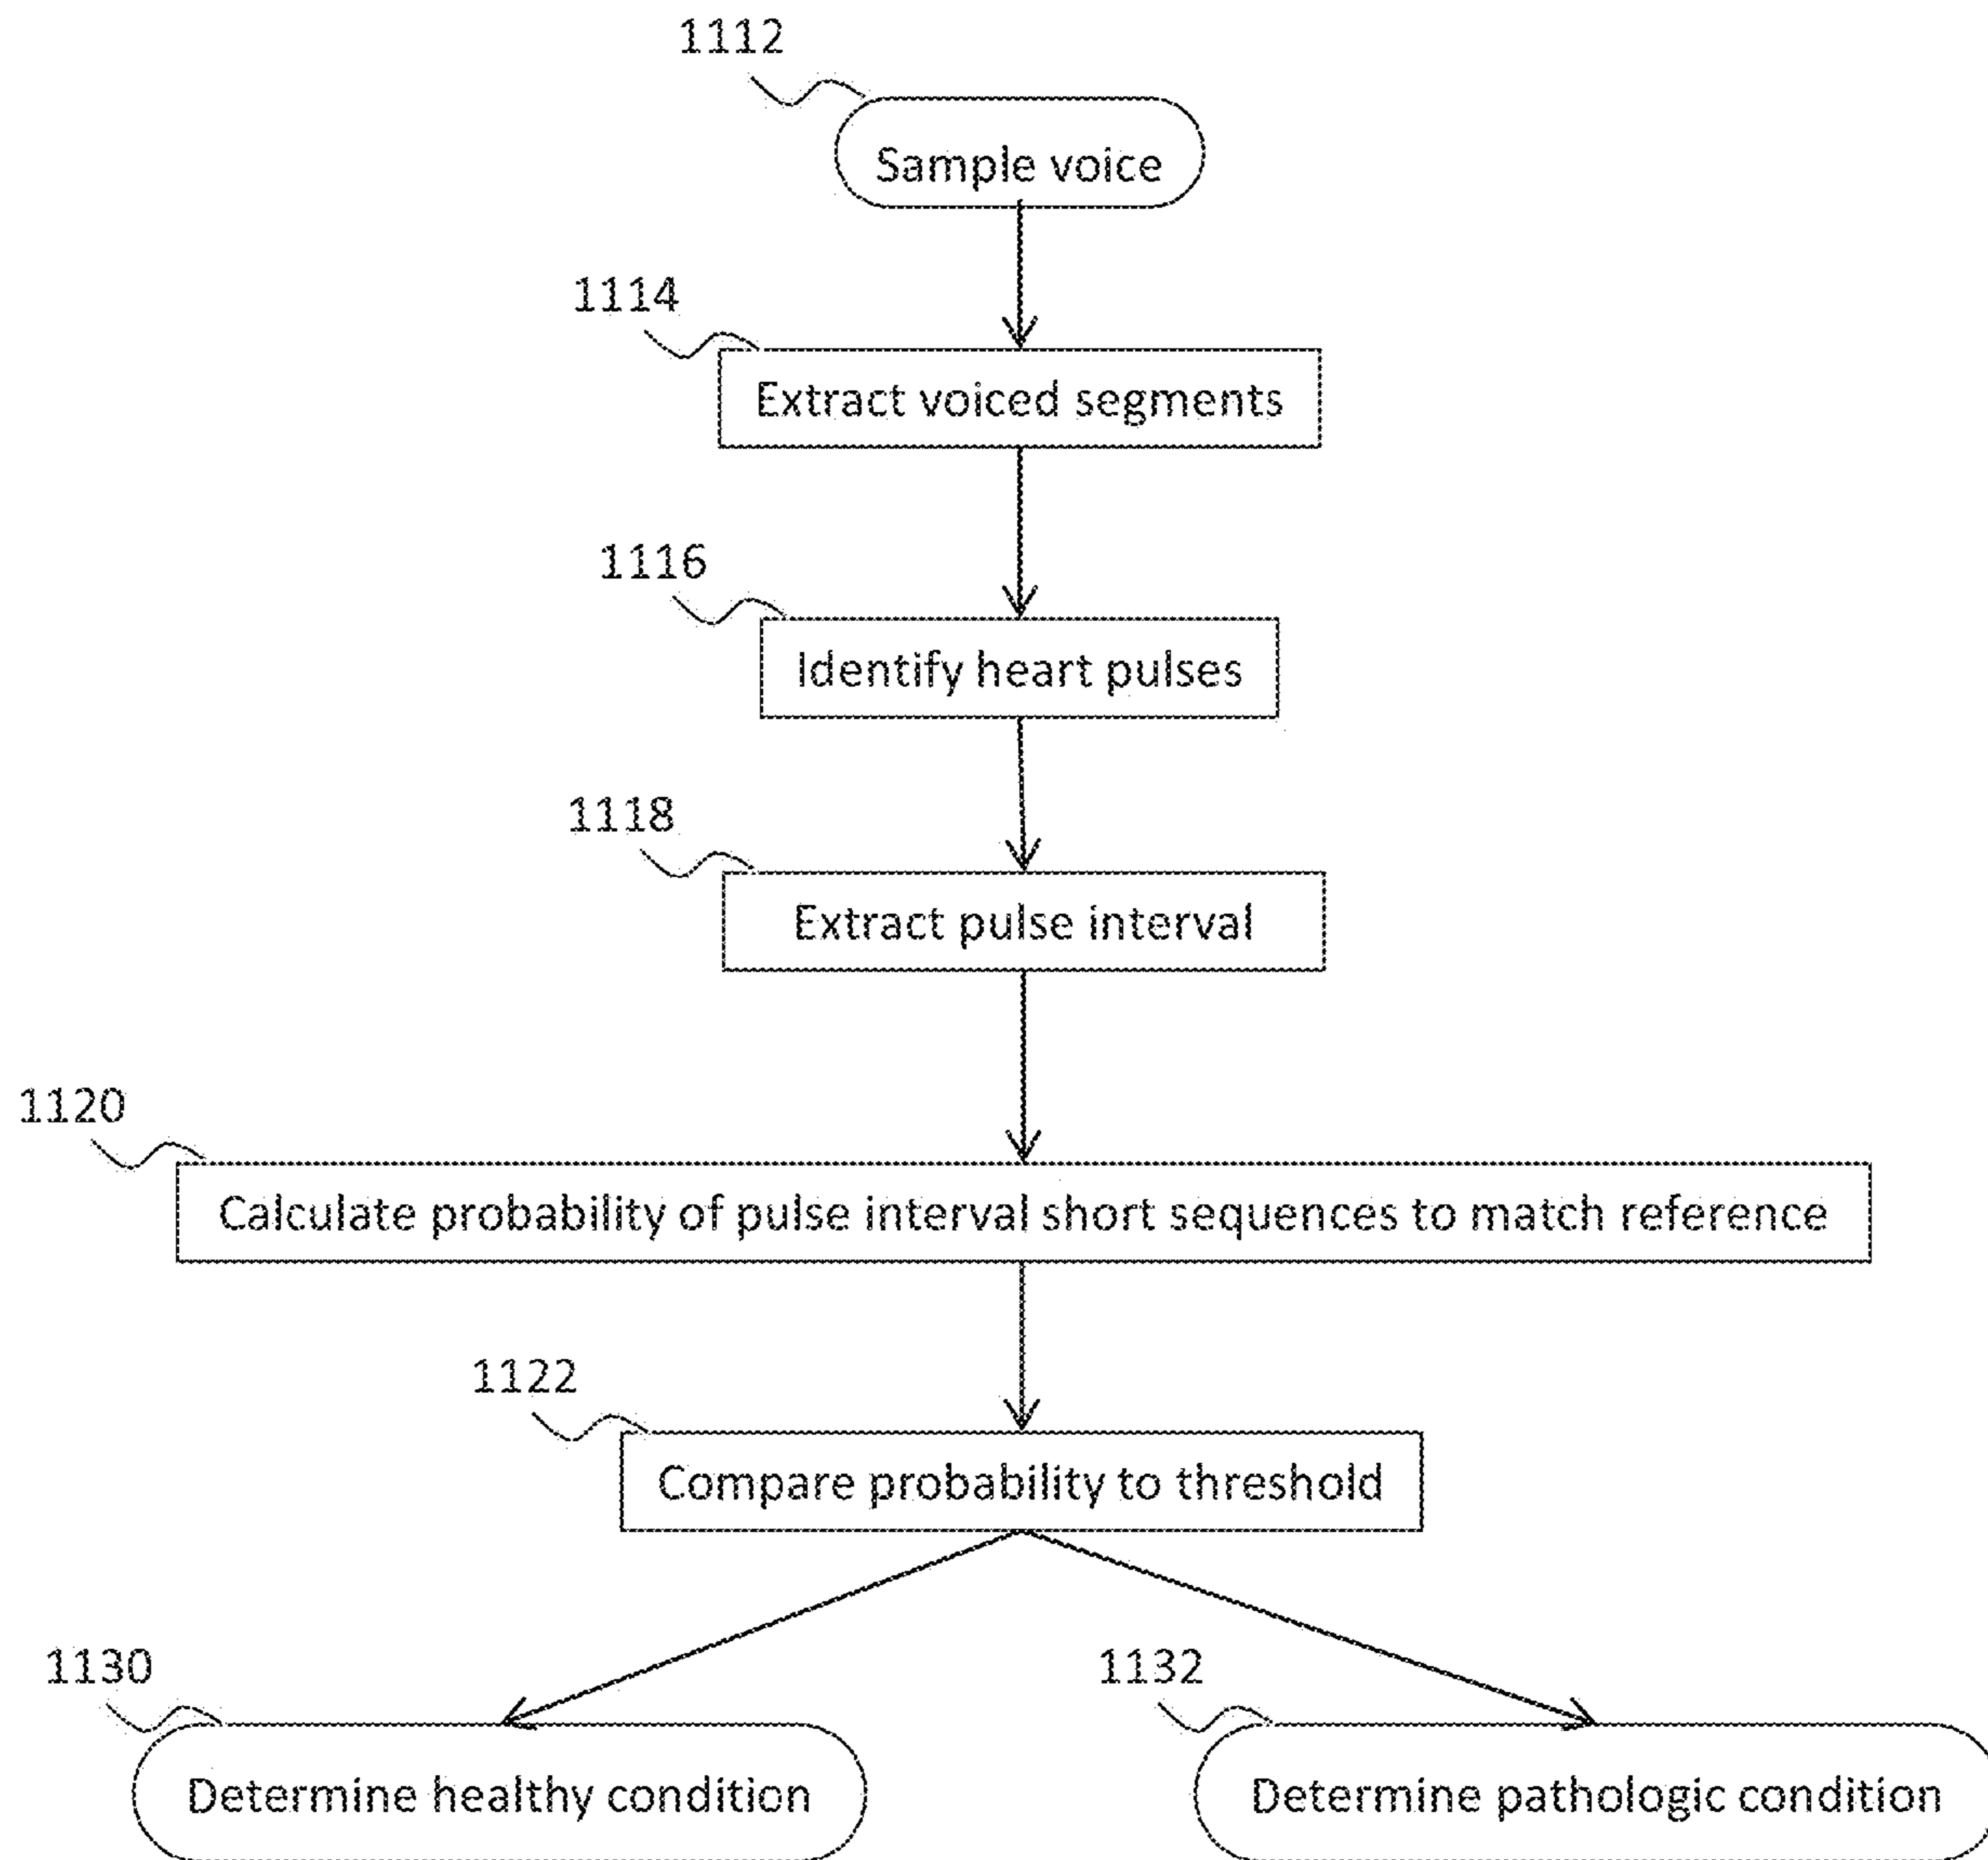 1112
Sample voice
1114
Extract voiced segments
1116
Identify heart pulses
1118
Extract pulse interval
1120
Calculate probability of pulse interval short sequences to match reference
1122
Compare probability to threshold
1130
Determine healthy condition
1132
Determine pathologic condition